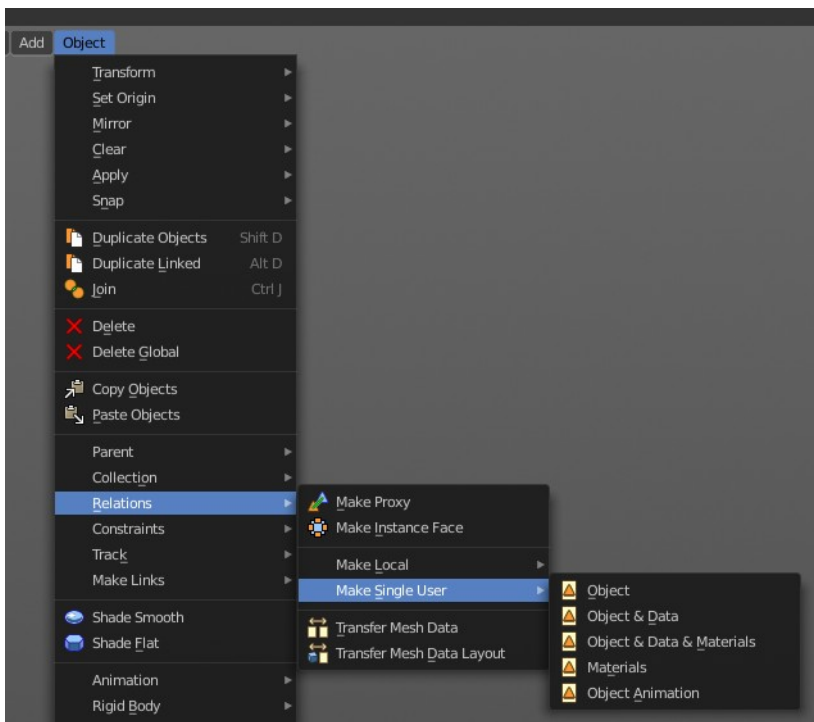 Add Object
Transform
Set Origin
Mirror
Clear
Apply
Snap
Duplicate Objects Shift D
Duplicate Linked Alt D
Join Ctrl J
Delete
Delete Global
Copy Objects
Paste Objects
Parent
Collection
Relations
Constraints
Track
Make Links
Shade Smooth
Shade Flat
Animation
Rigid Body
Make Proxy
Make Instance Face
Make Local
Make Single User
Transfer Mesh Data
Transfer Mesh Data Layout
Object
Object & Data
Object & Data & Materials
Materials
Object Animation